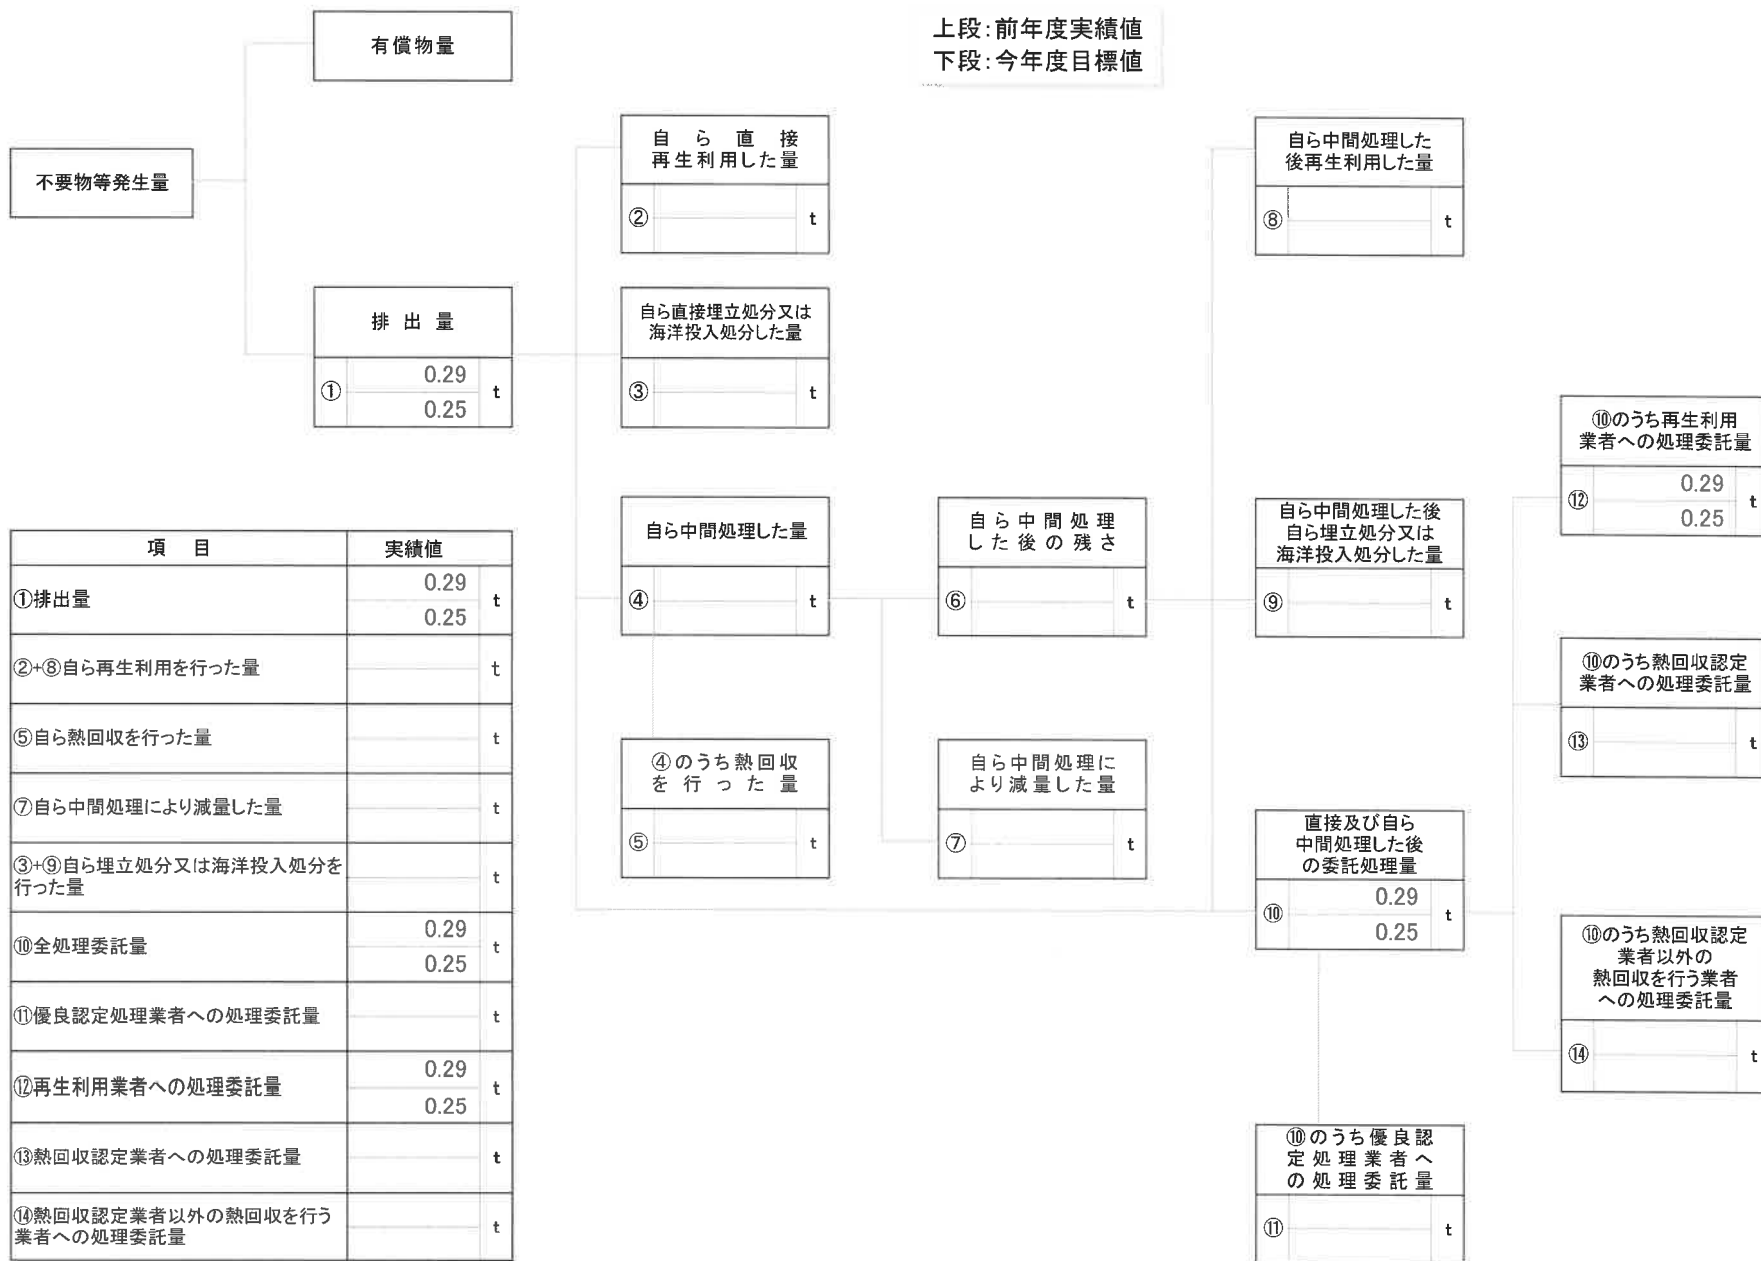 上段:前年度実績値
下段:今年度目標値
有償物量
不要物等発生量
排出量
① 0.29 t
0.25
自ら直接
再生利用した量
② t
自ら直接埋立処分又は
海洋投入処分した量
③ t
自ら中間処理した量
④ t
④のうち熱回収
を行った量
⑤ t
自ら中間処理
した後の残さ
⑥ t
自ら中間処理に
より減量した量
⑦ t
自ら中間処理した
後再生利用した量
⑧ t
自ら中間処理した後
自ら埋立処分又は
海洋投入処分した量
⑨ t
直接及び自ら
中間処理した後
の委託処理量
⑩ 0.29 t
0.25
⑩のうち優良認
定処理業者へ
の処理委託量
⑪ t
⑩のうち再生利用
業者への処理委託量
⑫ 0.29 t
0.25
⑩のうち熱回収認定
業者への処理委託量
⑬ t
⑩のうち熱回収認定
業者以外の
熱回収を行う業者
への処理委託量
⑭ t
項目 実績値
①排出量 0.29 t
0.25
②+⑧自ら再生利用を行った量 t
⑤自ら熱回収を行った量 t
⑦自ら中間処理により減量した量 t
③+⑨自ら埋立処分又は海洋投入処分を
行った量 t
⑩全処理委託量 0.29 t
0.25
⑪優良認定処理業者への処理委託量 t
⑫再生利用業者への処理委託量 0.29 t
0.25
⑬熱回収認定業者への処理委託量 t
⑭熱回収認定業者以外の熱回収を行う
業者への処理委託量 t